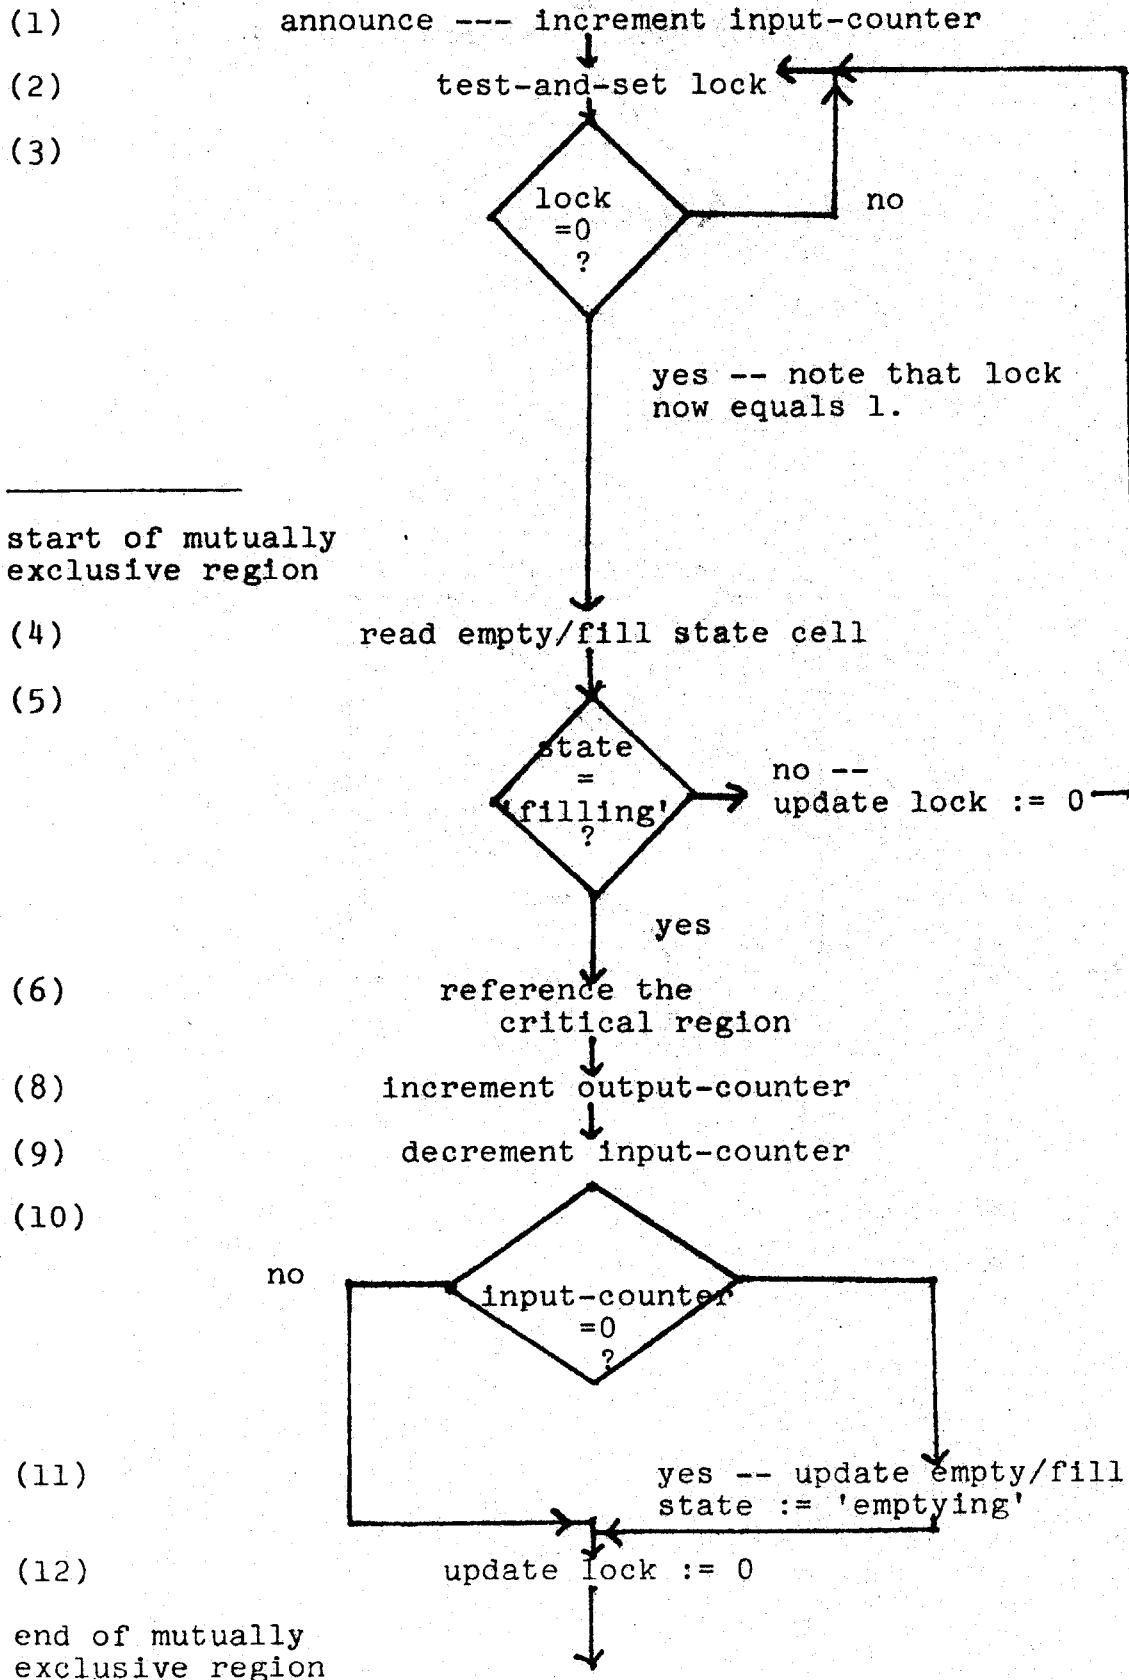 (1) announce --- increment input-counter
(2) test-and-set lock
(3)
lock
=0
?
no
yes -- note that lock
now equals 1.
start of mutually
exclusive region
(4) read empty/fill state cell
(5)
state
=
'filling'
?
no --
update lock := 0
yes
(6) reference the
critical region
(8) increment output-counter
(9) decrement input-counter
(10)
no
input-counter
=0
?
(11) yes -- update empty/fill
state := 'emptying'
(12) update lock := 0
end of mutually
exclusive region